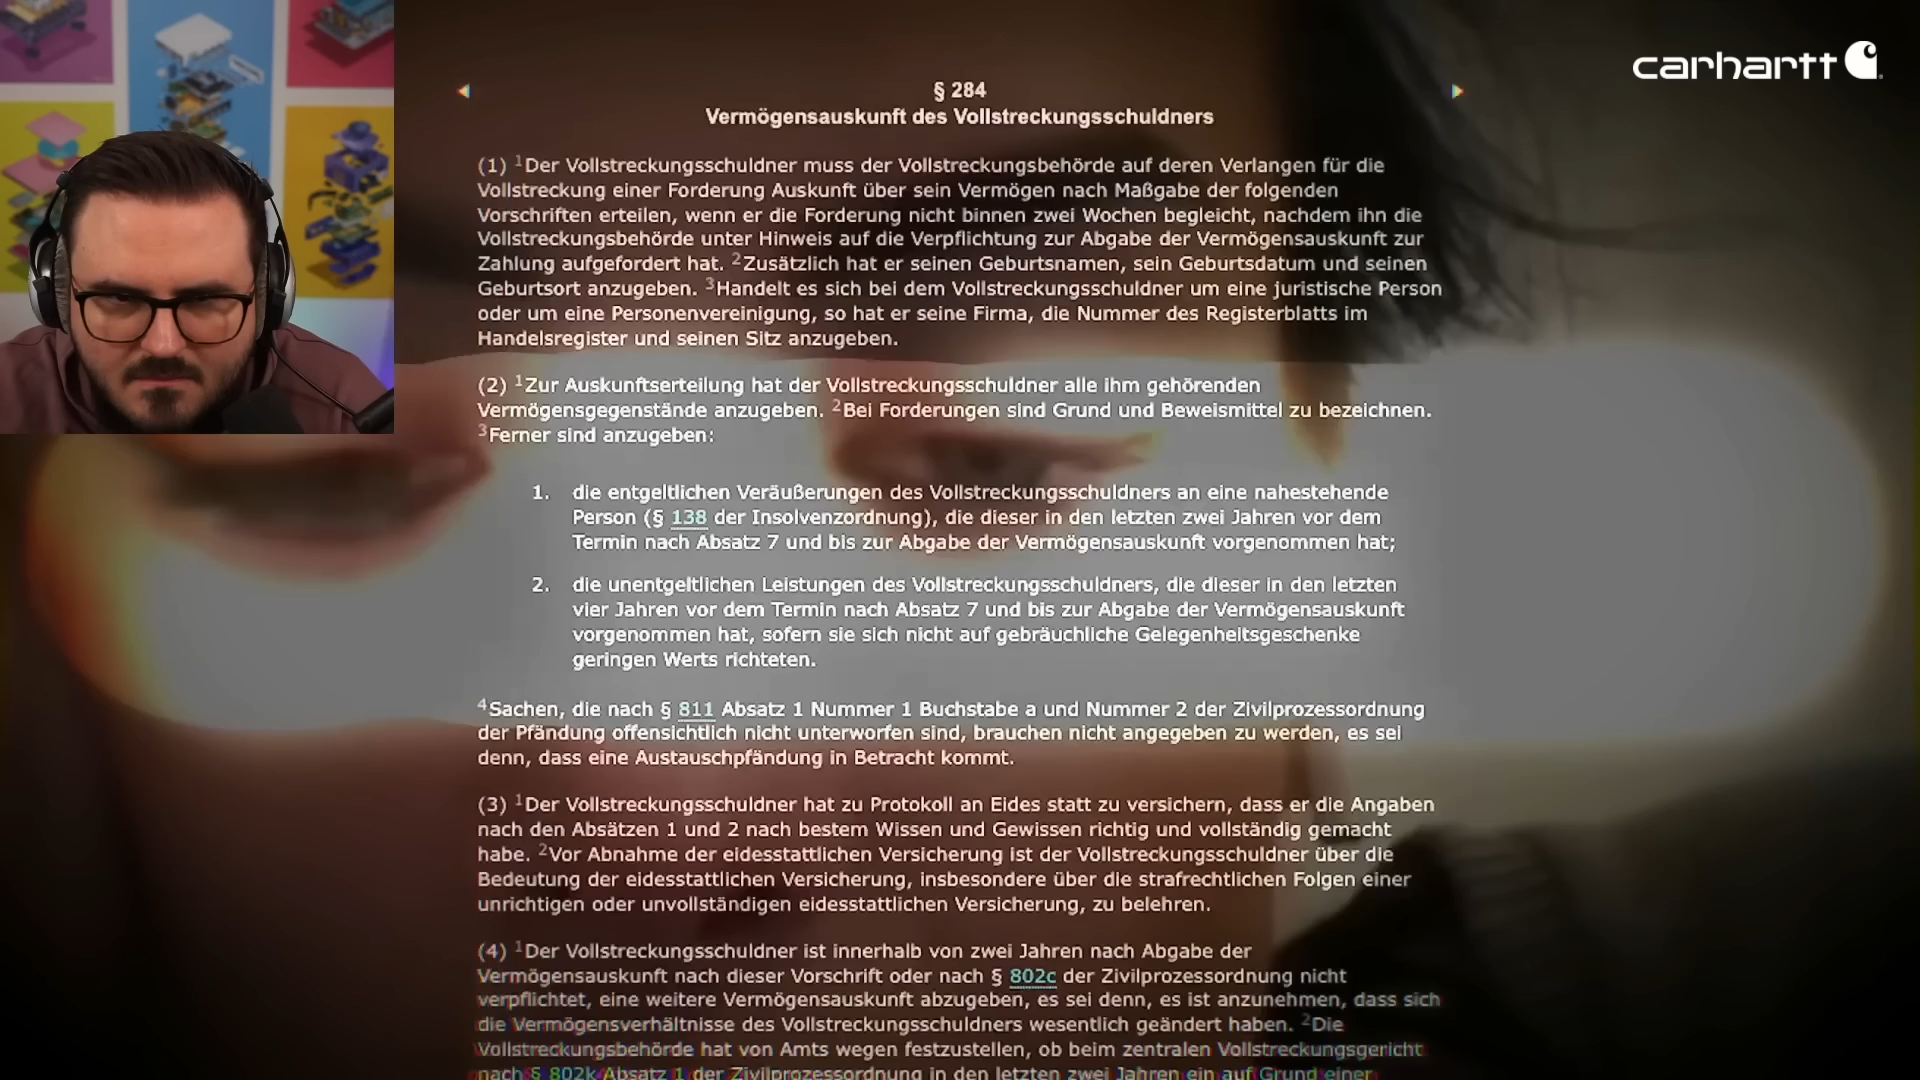 carhartt
§ 284
Vermögensauskunft des Vollstreckungsschuldners
(1) ¹Der Vollstreckungsschuldner muss der Vollstreckungsbehörde auf deren Verlangen für die
Vollstreckung einer Forderung Auskunft über sein Vermögen nach Maßgabe der folgenden
Vorschriften erteilen, wenn er die Forderung nicht binnen zwei Wochen begleicht, nachdem ihn die
Vollstreckungsbehörde unter Hinweis auf die Verpflichtung zur Abgabe der Vermögensauskunft zur
Zahlung aufgefordert hat. ²Zusätzlich hat er seinen Geburtsnamen, sein Geburtsdatum und seinen
Geburtsort anzugeben. ³Handelt es sich bei dem Vollstreckungsschuldner um eine juristische Person
oder um eine Personenvereinigung, so hat er seine Firma, die Nummer des Registerblatts im
Handelsregister und seinen Sitz anzugeben.
(2) ¹Zur Auskunftserteilung hat der Vollstreckungsschuldner alle ihm gehörenden
Vermögensgegenstände anzugeben. ²Bei Forderungen sind Grund und Beweismittel zu bezeichnen.
³Ferner sind anzugeben:
1. die entgeltlichen Veräußerungen des Vollstreckungsschuldners an eine nahestehende
Person (§ 138 der Insolvenzordnung), die dieser in den letzten zwei Jahren vor dem
Termin nach Absatz 7 und bis zur Abgabe der Vermögensauskunft vorgenommen hat;
2. die unentgeltlichen Leistungen des Vollstreckungsschuldners, die dieser in den letzten
vier Jahren vor dem Termin nach Absatz 7 und bis zur Abgabe der Vermögensauskunft
vorgenommen hat, sofern sie sich nicht auf gebräuchliche Gelegenheitsgeschenke
geringen Werts richteten.
⁴Sachen, die nach § 811 Absatz 1 Nummer 1 Buchstabe a und Nummer 2 der Zivilprozessordnung
der Pfändung offensichtlich nicht unterworfen sind, brauchen nicht angegeben zu werden, es sei
denn, dass eine Austauschpfändung in Betracht kommt.
(3) ¹Der Vollstreckungsschuldner hat zu Protokoll an Eides statt zu versichern, dass er die Angaben
nach den Absätzen 1 und 2 nach bestem Wissen und Gewissen richtig und vollständig gemacht
habe. ²Vor Abnahme der eidesstattlichen Versicherung ist der Vollstreckungsschuldner über die
Bedeutung der eidesstattlichen Versicherung, insbesondere über die strafrechtlichen Folgen einer
unrichtigen oder unvollständigen eidesstattlichen Versicherung, zu belehren.
(4) ¹Der Vollstreckungsschuldner ist innerhalb von zwei Jahren nach Abgabe der
Vermögensauskunft nach dieser Vorschrift oder nach § 802c der Zivilprozessordnung nicht
verpflichtet, eine weitere Vermögensauskunft abzugeben, es sei denn, es ist anzunehmen, dass sich
die Vermögensverhältnisse des Vollstreckungsschuldners wesentlich geändert haben. ²Die
Vollstreckungsbehörde hat von Amts wegen festzustellen, ob beim zentralen Vollstreckungsgericht
nach § 802k Absatz 1 der Zivilprozessordnung in den letzten zwei Jahren ein auf Grund einer